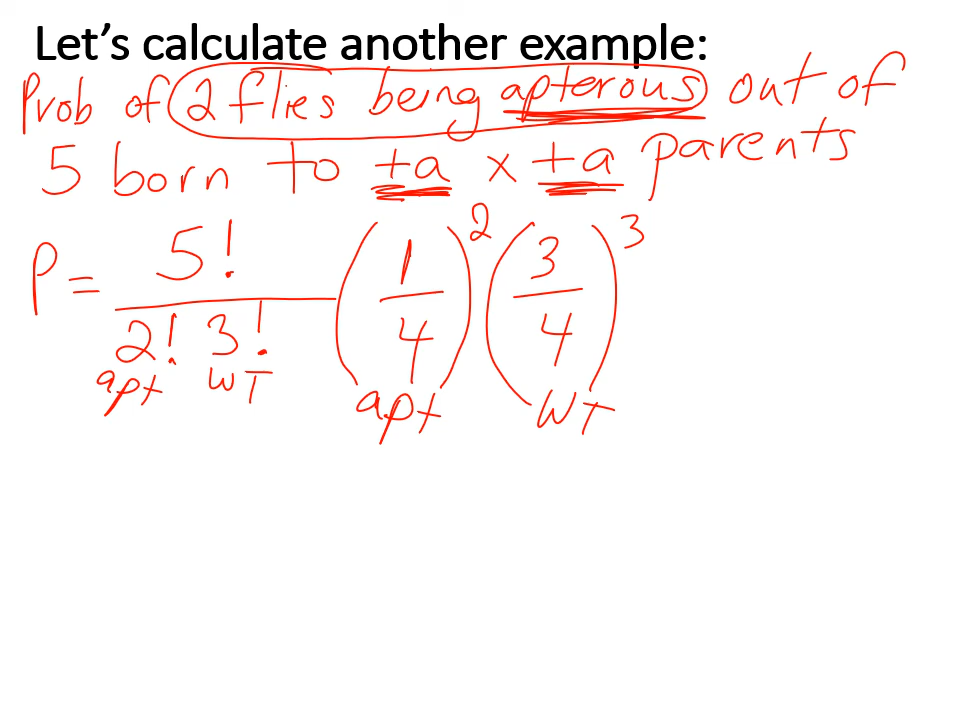 Let's calculate another example:
Prob of 2 flies being apterous out of
5 born to +a x +a parents
P = 5! / 2! 3! (1/4)^2 (3/4)^3
apt WT apt WT